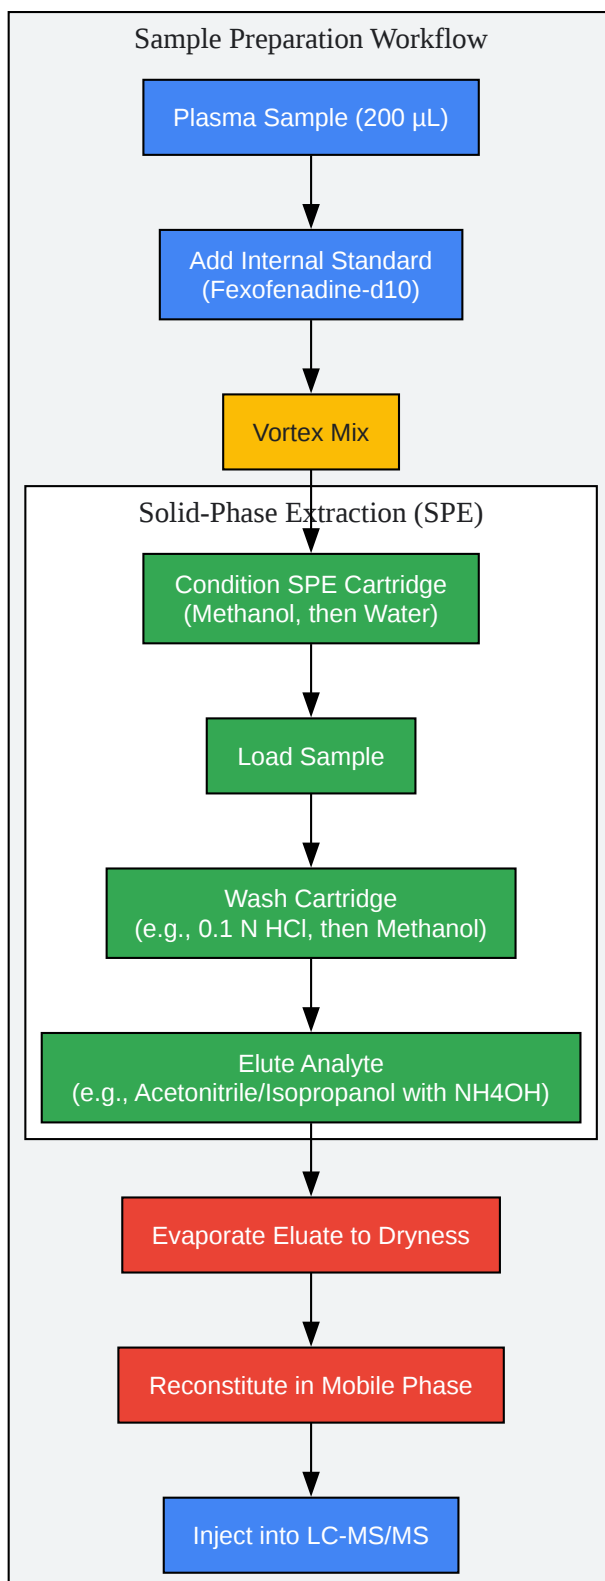 Sample Preparation Workflow
Plasma Sample (200 µL)
Add Internal Standard
(Fexofenadine-d10)
Vortex Mix
Solid-Phase Extraction (SPE)
Condition SPE Cartridge
(Methanol, then Water)
Load Sample
Wash Cartridge
(e.g., 0.1 N HCl, then Methanol)
Elute Analyte
(e.g., Acetonitrile/Isopropanol with NH4OH)
Evaporate Eluate to Dryness
Reconstitute in Mobile Phase
Inject into LC-MS/MS